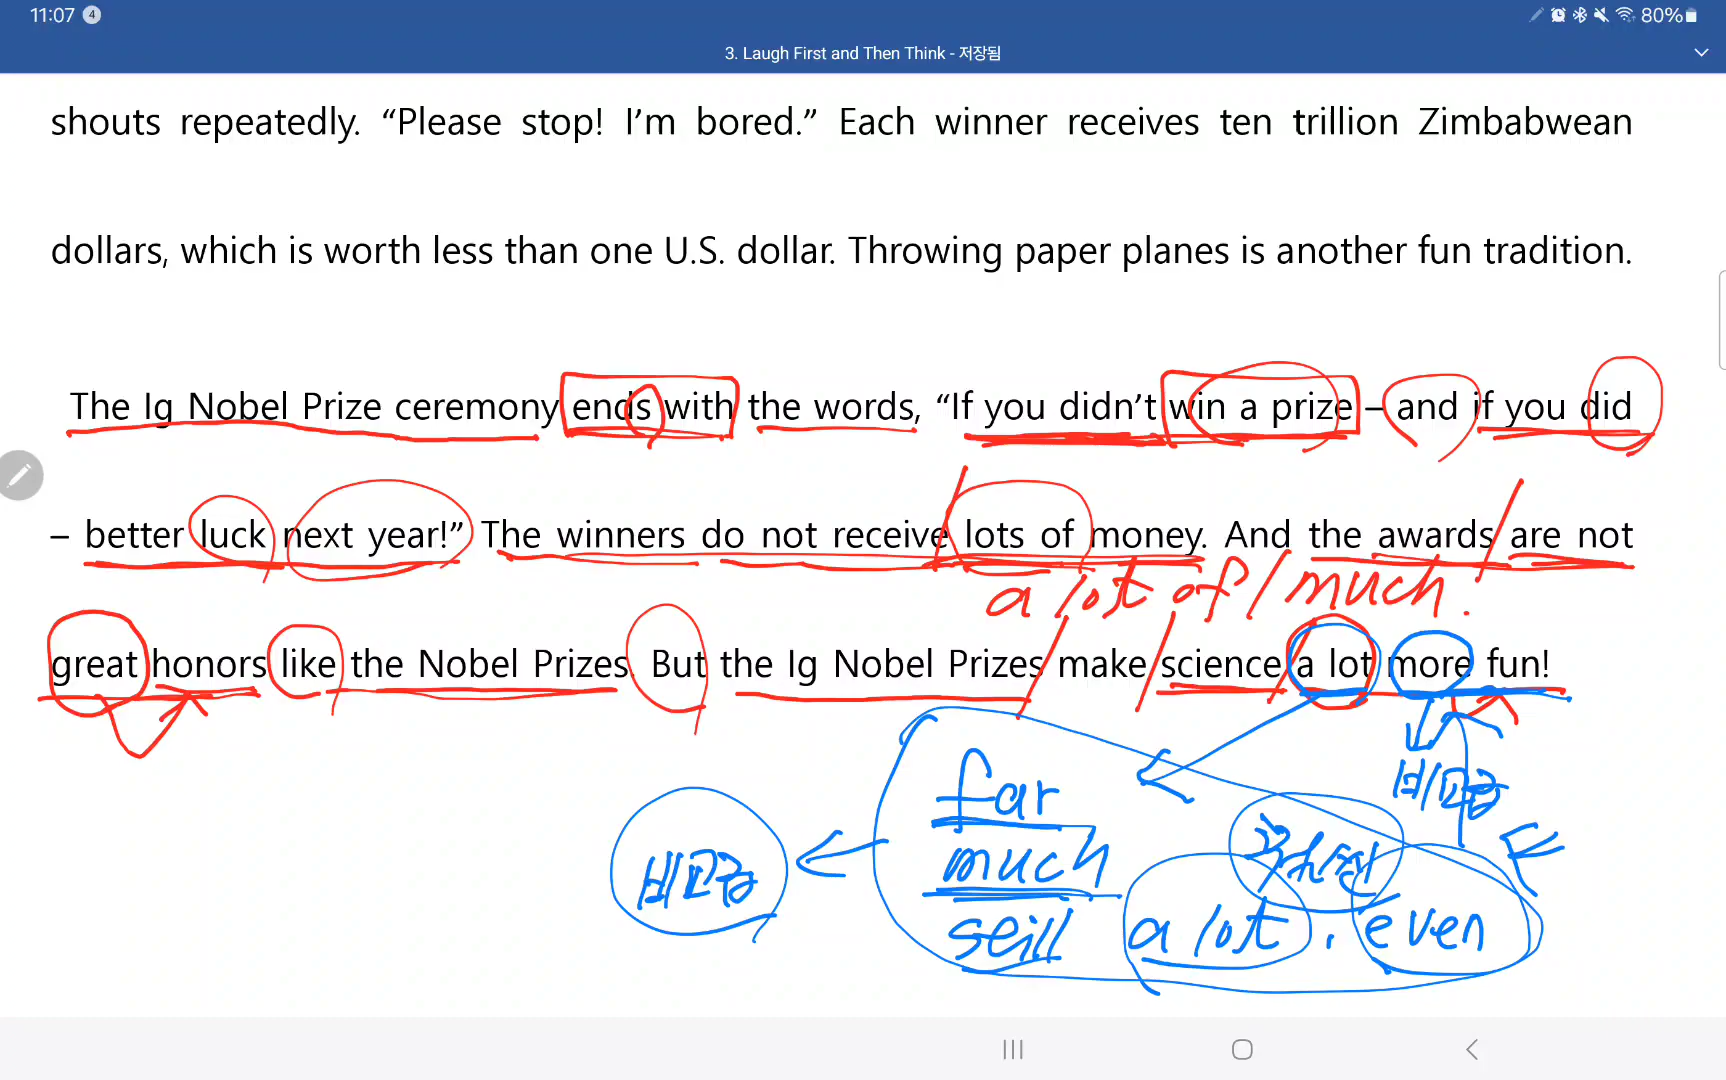 11:07 4 80%
3. Laugh First and Then Think - 저장됨
shouts repeatedly. “Please stop! I’m bored.” Each winner receives ten trillion Zimbabwean
dollars, which is worth less than one U.S. dollar. Throwing paper planes is another fun tradition.
The Ig Nobel Prize ceremony ends with the words, “If you didn’t win a prize – and if you did
– better luck next year!” The winners do not receive lots of money. And the awards are not
a lot of / much.
great honors like the Nobel Prizes. But the Ig Nobel Prizes make science a lot more fun!
far
비교급
much
비교급
still a lot, even